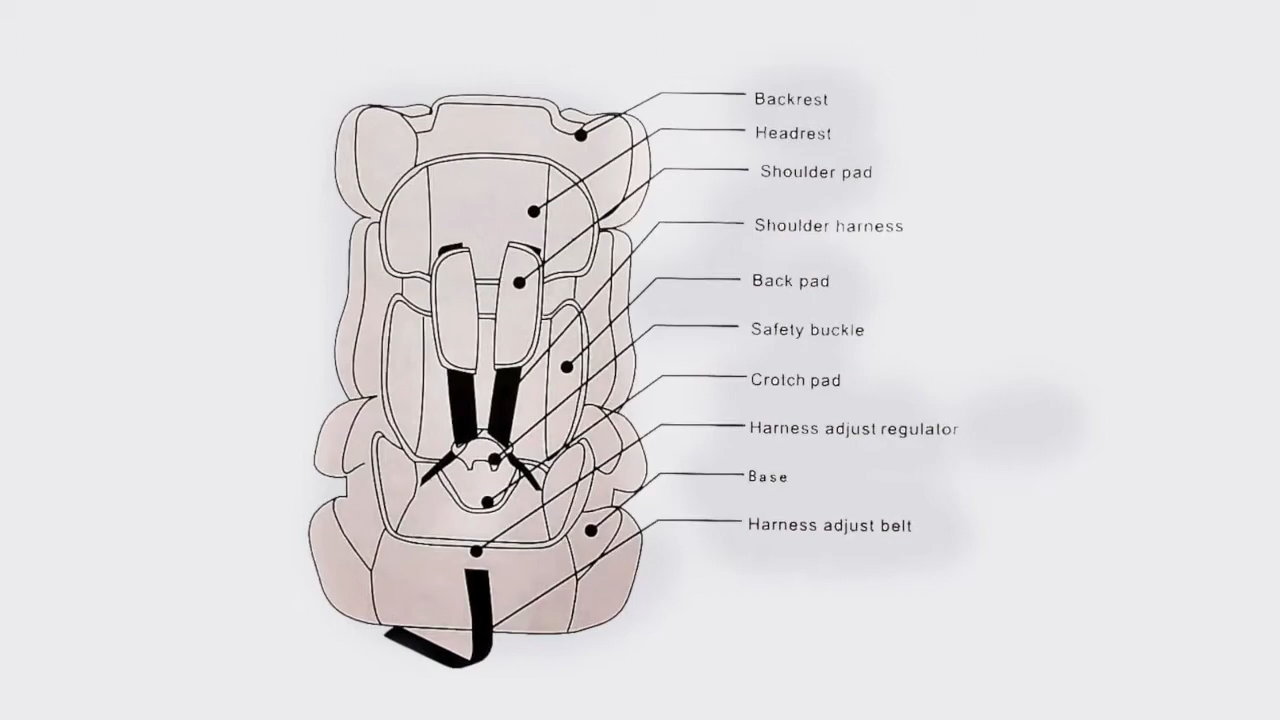 Backrest
Headrest
Shoulder pad
Shoulder harness
Back pad
Safety buckle
Crotch pad
Harness adjust regulator
Base
Harness adjust belt